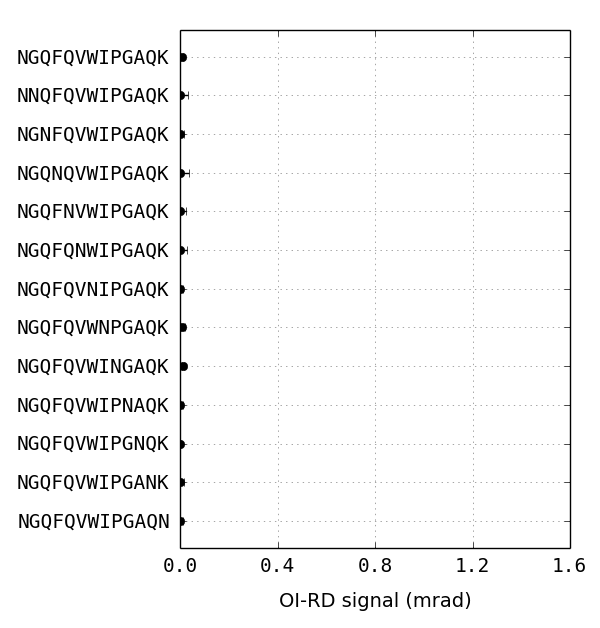 NGQFQVWIPGAQK
NNQFQVWIPGAQK
NGNFQVWIPGAQK
NGQNQVWIPGAQK
NGQFNVWIPGAQK
NGQFQNWIPGAQK
NGQFQVNIPGAQK
NGQFQVWNPGAQK
NGQFQVWINGAQK
NGQFQVWIPNAQK
NGQFQVWIPGNQK
NGQFQVWIPGANK
NGQFQVWIPGAQN
0.0 0.4 0.8 1.2 1.6
OI-RD signal (mrad)